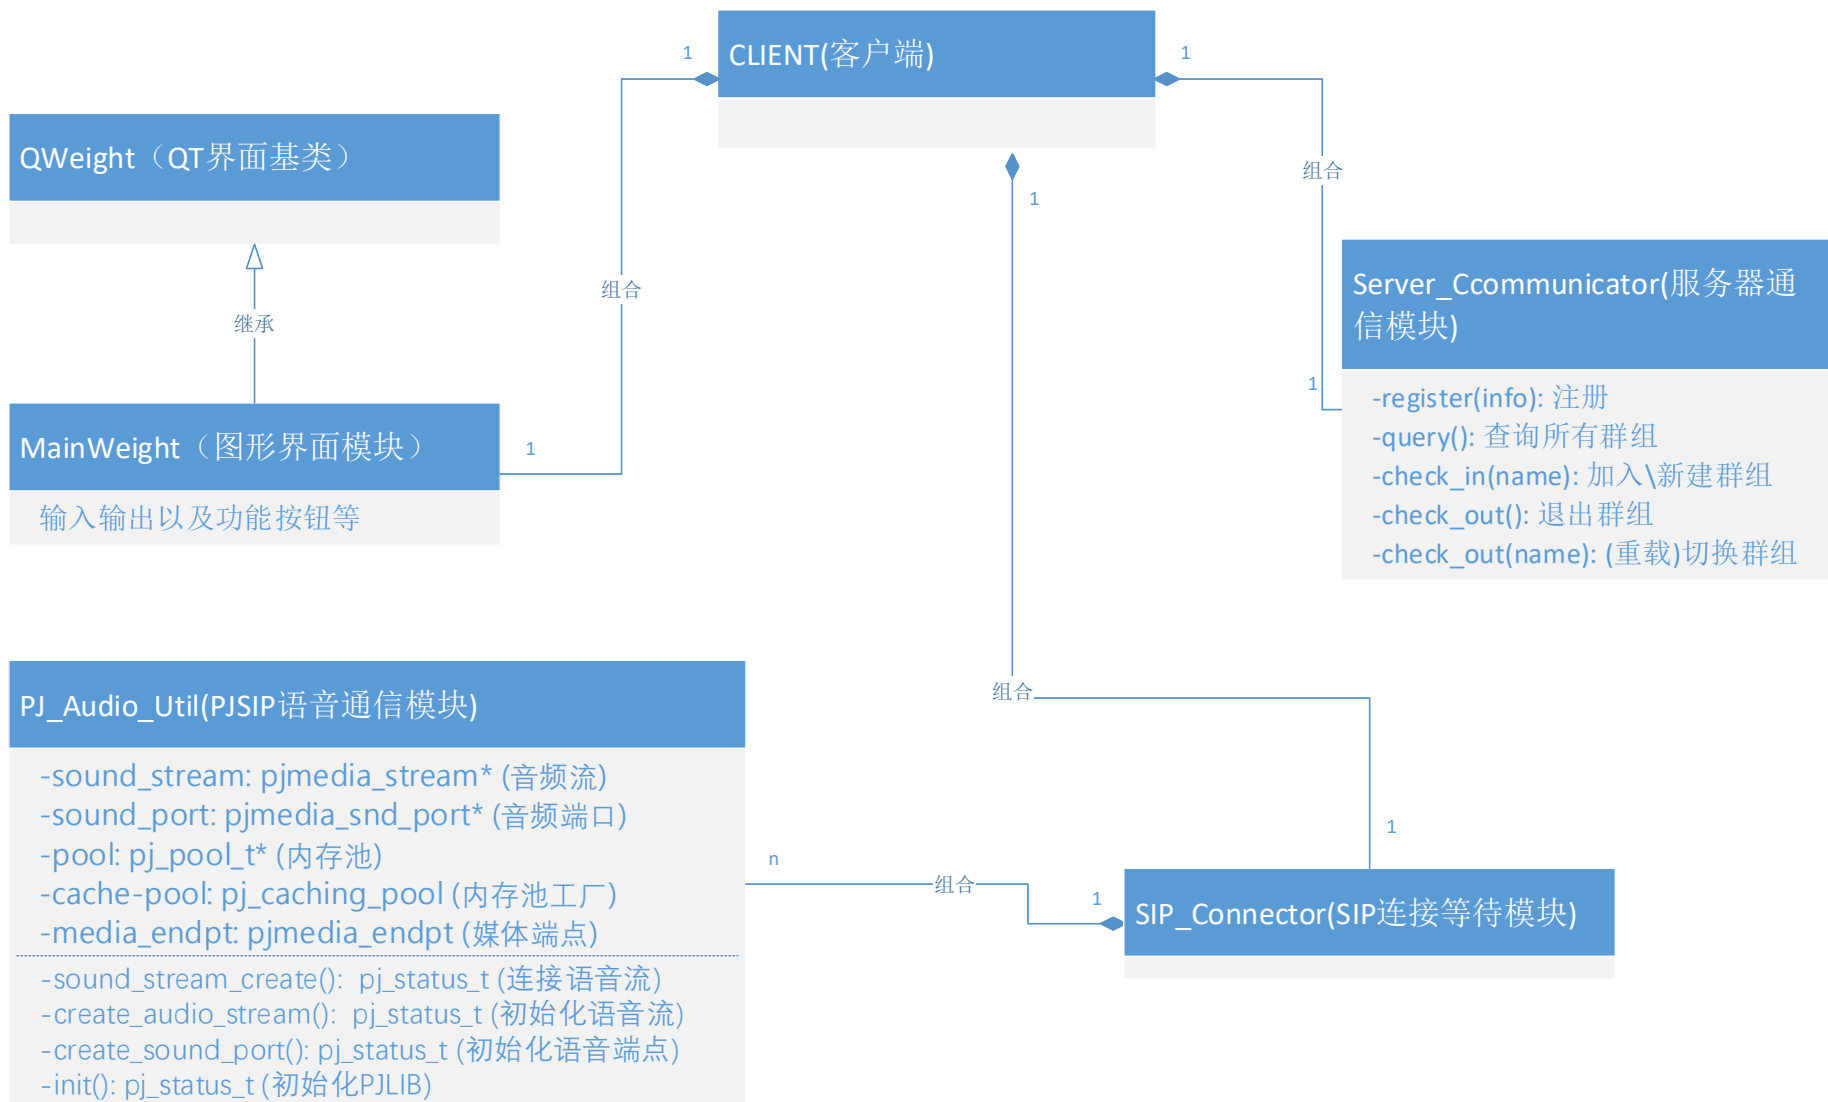 CLIENT(客户端)
1
1
1
QWeight（QT界面基类）
继承
组合
组合
Server_Ccommunicator(服务器通
信模块)
1
-register(info): 注册
-query(): 查询所有群组
-check_in(name): 加入\新建群组
-check_out(): 退出群组
-check_out(name): (重载)切换群组
MainWeight（图形界面模块）
1
输入输出以及功能按钮等
组合
PJ_Audio_Util(PJSIP语音通信模块)
-sound_stream: pjmedia_stream* (音频流)
-sound_port: pjmedia_snd_port* (音频端口)
-pool: pj_pool_t* (内存池)
-cache-pool: pj_caching_pool (内存池工厂)
-media_endpt: pjmedia_endpt (媒体端点)
-sound_stream_create(): pj_status_t (连接语音流)
-create_audio_stream(): pj_status_t (初始化语音流)
-create_sound_port(): pj_status_t (初始化语音端点)
-init(): pj_status_t (初始化PJLIB)
n
组合
1
1
SIP_Connector(SIP连接等待模块)